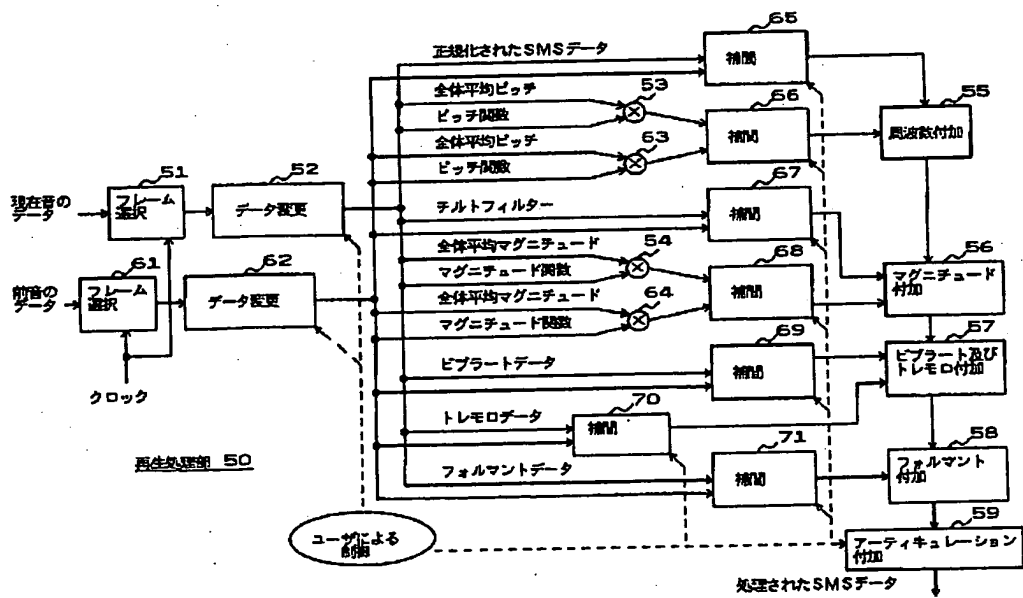 65
正規化されたSMSデータ
補間
全体平均ピッチ
53
ピッチ関数
66
55
補間
周波数付加
全体平均ピッチ
63
ピッチ関数
51
52
67
現在音の
データ
フレーム
選択
データ変更
チルトフィルター
補間
全体平均マグニチュード
54
マグニチュード関数
68
56
61
62
補間
マグニチュード
付加
前音の
データ
フレーム
選択
データ変更
全体平均マグニチュード
64
マグニチュード関数
69
57
ビブラートデータ
補間
ビブラート及び
トレモロ付加
クロック
70
トレモロデータ
補間
71
58
再生処理部 50
フォルマントデータ
補間
フォルマント
付加
59
ユーザによる
制御
アーティキュレーション
付加
処理されたSMSデータ